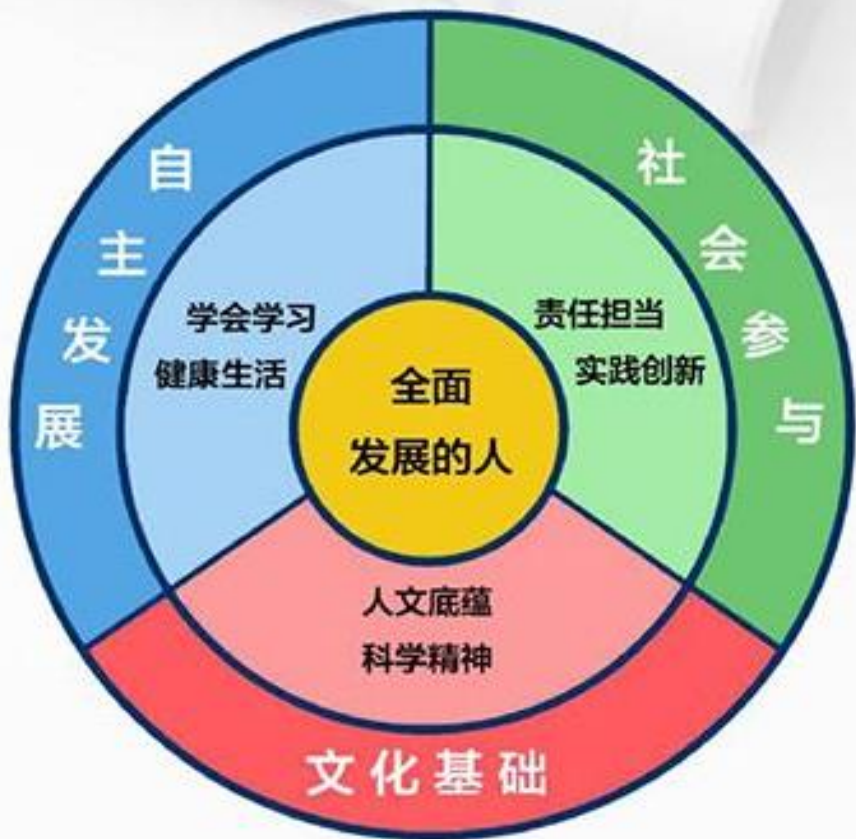 自主发展
社会参与
学会学习
健康生活
责任担当
实践创新
全面
发展的人
人文底蕴
科学精神
文化基础